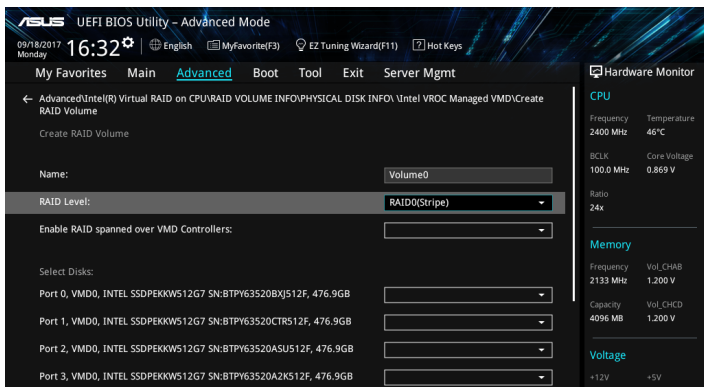 ASUS UEFI BIOS Utility – Advanced Mode
09/18/2017 Monday 16:32 English MyFavorite(F3) EZ Tuning Wizard(F11) ? Hot Keys
My Favorites Main Advanced Boot Tool Exit Server Mgmt
← Advanced\Intel(R) Virtual RAID on CPU\RAID VOLUME INFO\PHYSICAL DISK INFO\ \Intel VROC Managed VMD\Create
RAID Volume
Create RAID Volume
Name: Volume0
RAID Level: RAID0(Stripe)
Enable RAID spanned over VMD Controllers:
Select Disks:
Port 0, VMD0, INTEL SSDPEKKW512G7 SN:BTPY63520BXJ512F, 476.9GB
Port 1, VMD0, INTEL SSDPEKKW512G7 SN:BTPY63520CTR512F, 476.9GB
Port 2, VMD0, INTEL SSDPEKKW512G7 SN:BTPY63520ASU512F, 476.9GB
Port 3, VMD0, INTEL SSDPEKKW512G7 SN:BTPY63520A2K512F, 476.9GB
Hardware Monitor
CPU
Frequency Temperature
2400 MHz 46°C
BCLK Core Voltage
100.0 MHz 0.869 V
Ratio
24x
Memory
Frequency Vol_CHAB
2133 MHz 1.200 V
Capacity Vol_CHCD
4096 MB 1.200 V
Voltage
+12V +5V